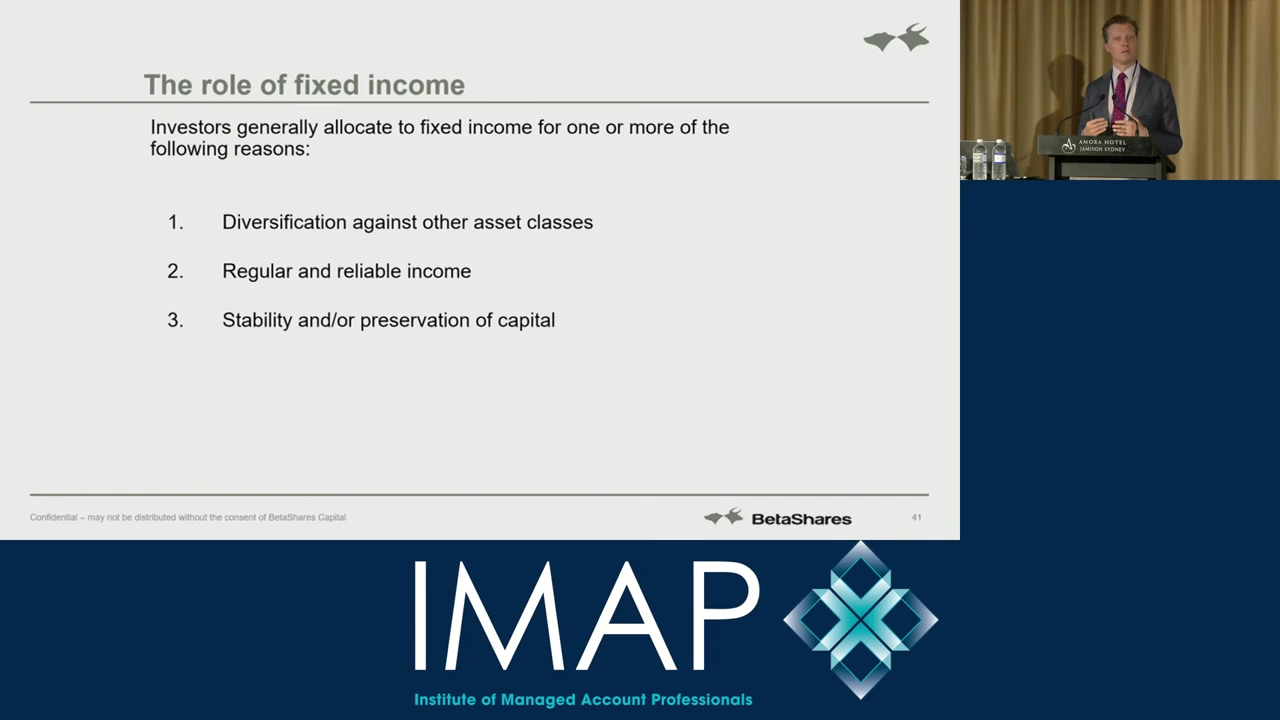 The role of fixed income
Investors generally allocate to fixed income for one or more of the
following reasons:
1. Diversification against other asset classes
2. Regular and reliable income
3. Stability and/or preservation of capital
Confidential – may not be distributed without the consent of BetaShares Capital
BetaShares
41
AMORA HOTEL
JAMISON SYDNEY
IMAP
Institute of Managed Account Professionals